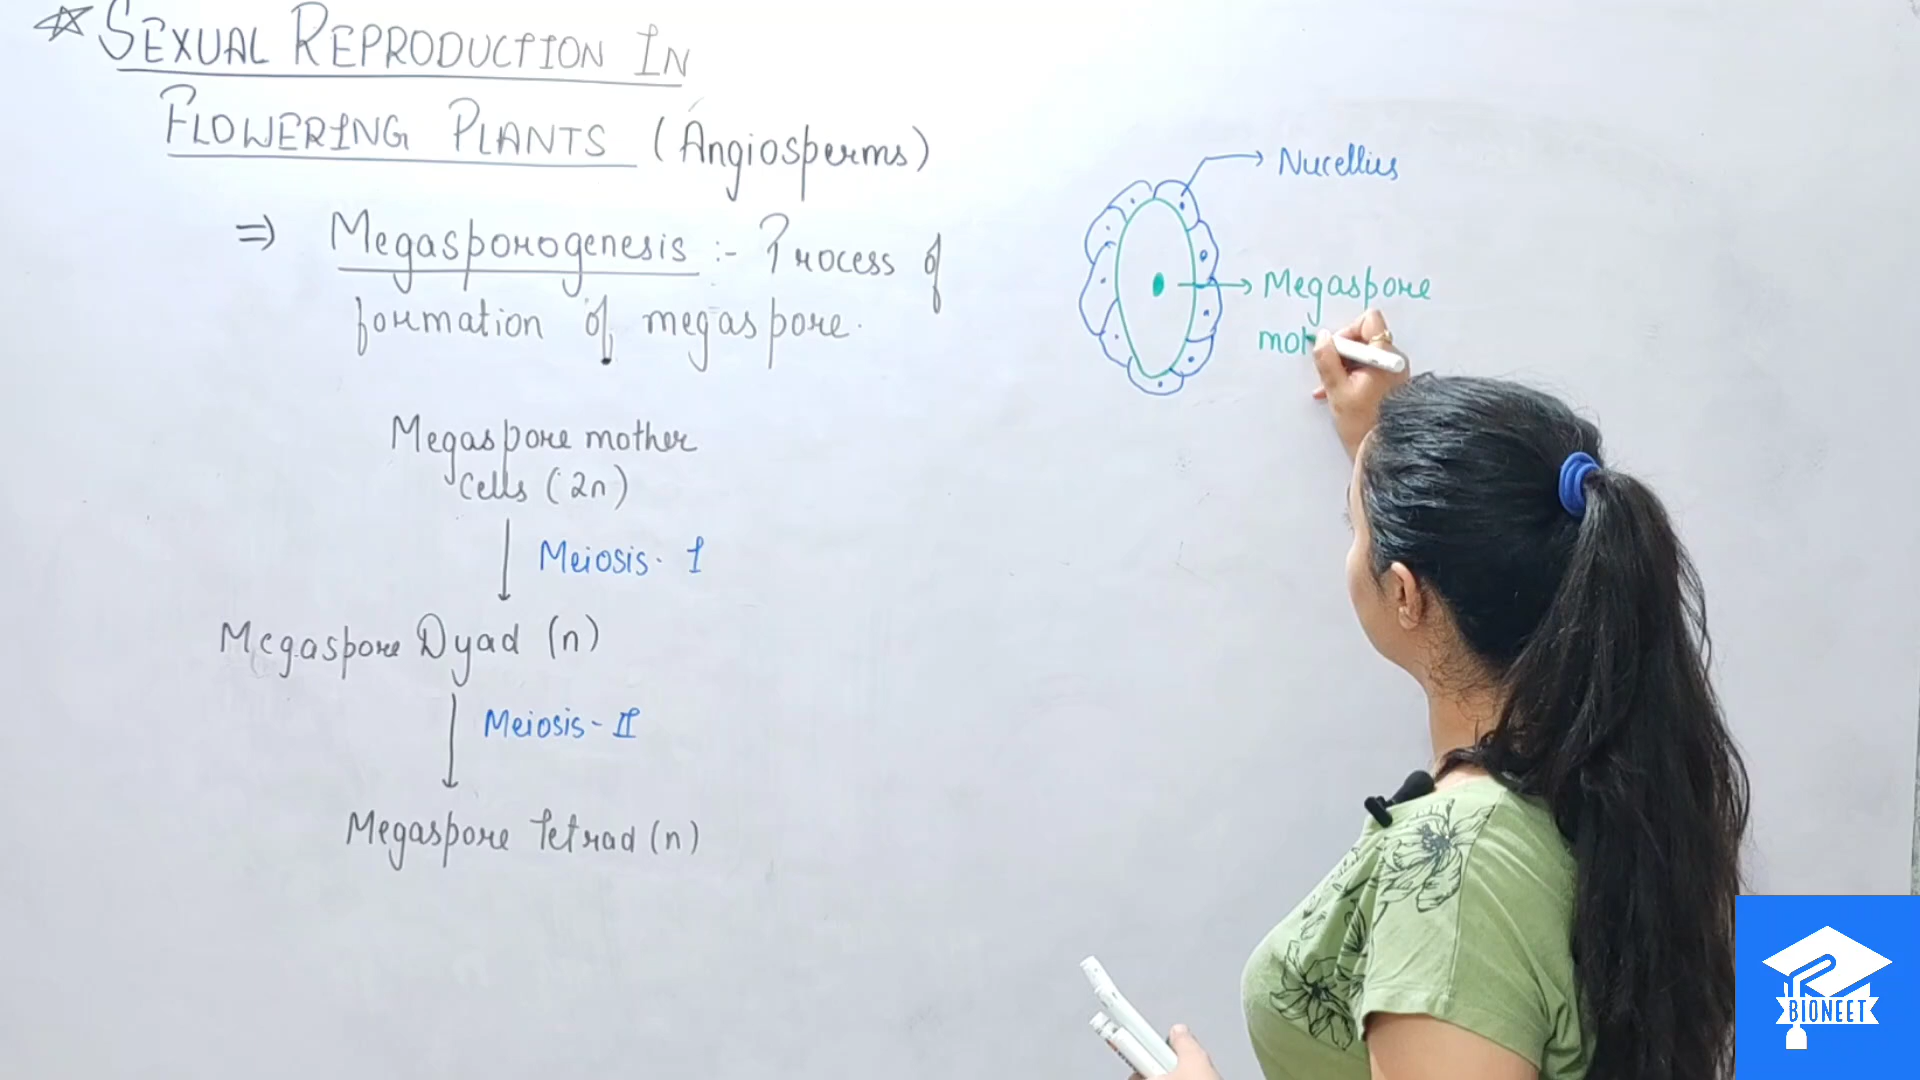 ☆ SEXUAL REPRODUCTION IN
FLOWERING PLANTS (Angiosperms)
⇒ Megasporogenesis :- Process of
formation of megaspore.
Megaspore mother
Cells (2n)
Meiosis - I
Megaspore Dyad (n)
Meiosis - II
Megaspore Tetrad (n)
→ Nucellus
→ Megaspore
mot
BIONEET